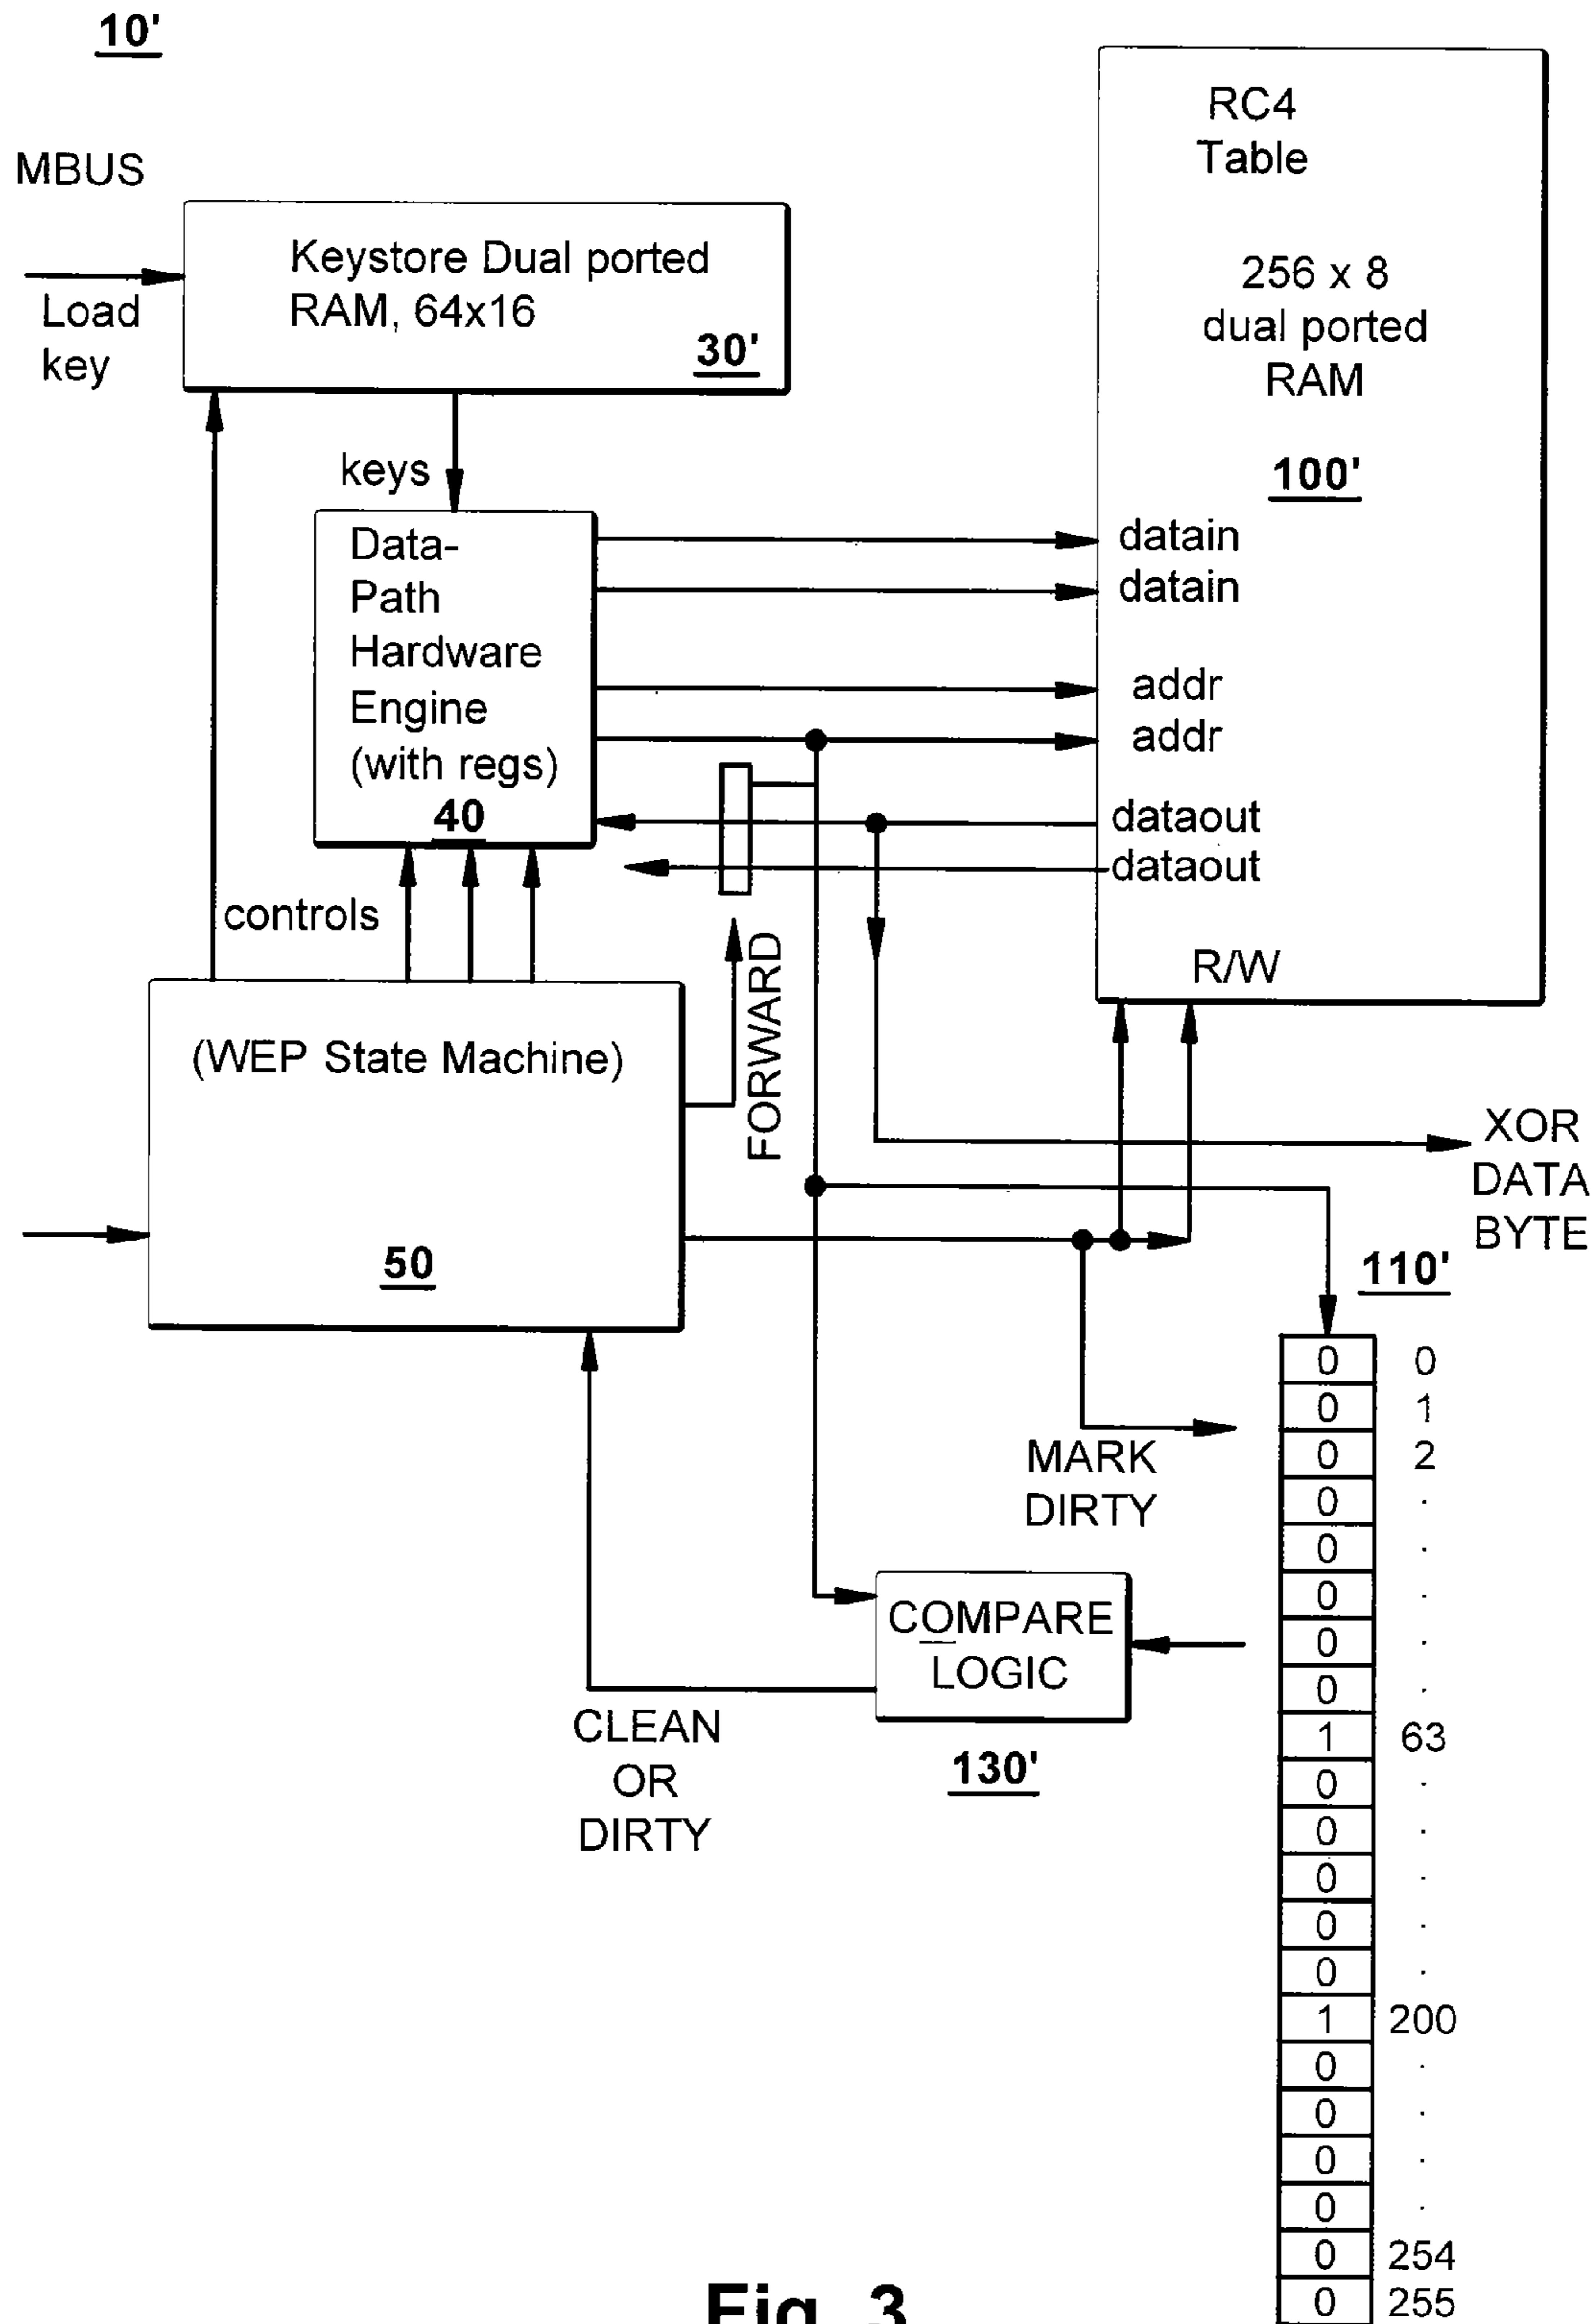 10'
MBUS
Load
key
Keystore Dual ported
RAM, 64x16
30'
RC4
Table
256 x 8
dual ported
RAM
100'
keys
Data-
Path
Hardware
Engine
(with regs)
40
datain
datain
addr
addr
dataout
dataout
R/W
controls
FORWARD
(WEP State Machine)
50
XOR
DATA
BYTE
110'
MARK
DIRTY
COMPARE
LOGIC
130'
CLEAN
OR
DIRTY
0 0
0 1
0 2
0 .
0 .
0 .
0 .
0 .
1 63
0 .
0 .
0 .
0 .
0 .
1 200
0 .
0 .
0 .
0 .
0 254
0 255
Fig. 3